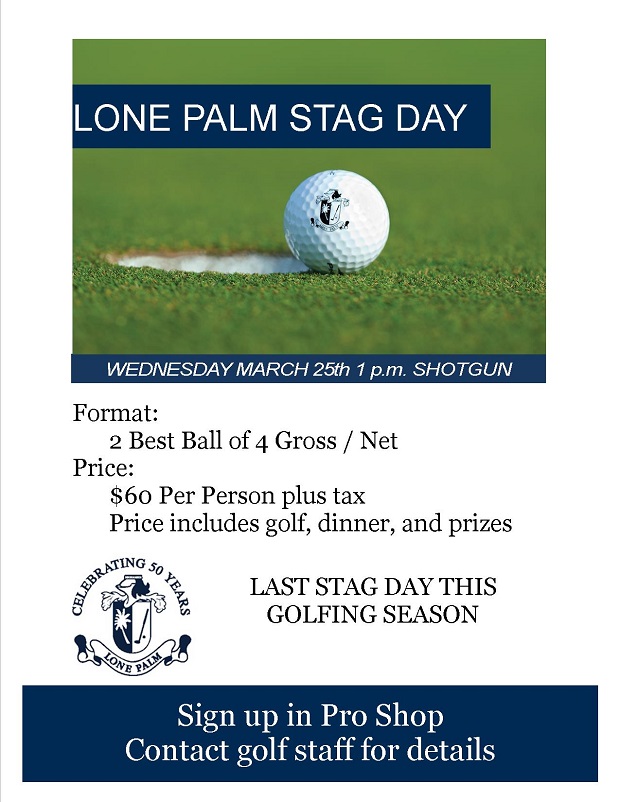 LONE PALM STAG DAY
WEDNESDAY MARCH 25th 1 p.m. SHOTGUN
Format:
2 Best Ball of 4 Gross / Net
Price:
$60 Per Person plus tax
Price includes golf, dinner, and prizes
CELEBRATING 50 YEARS
LONE PALM
LAST STAG DAY THIS
GOLFING SEASON
Sign up in Pro Shop
Contact golf staff for details